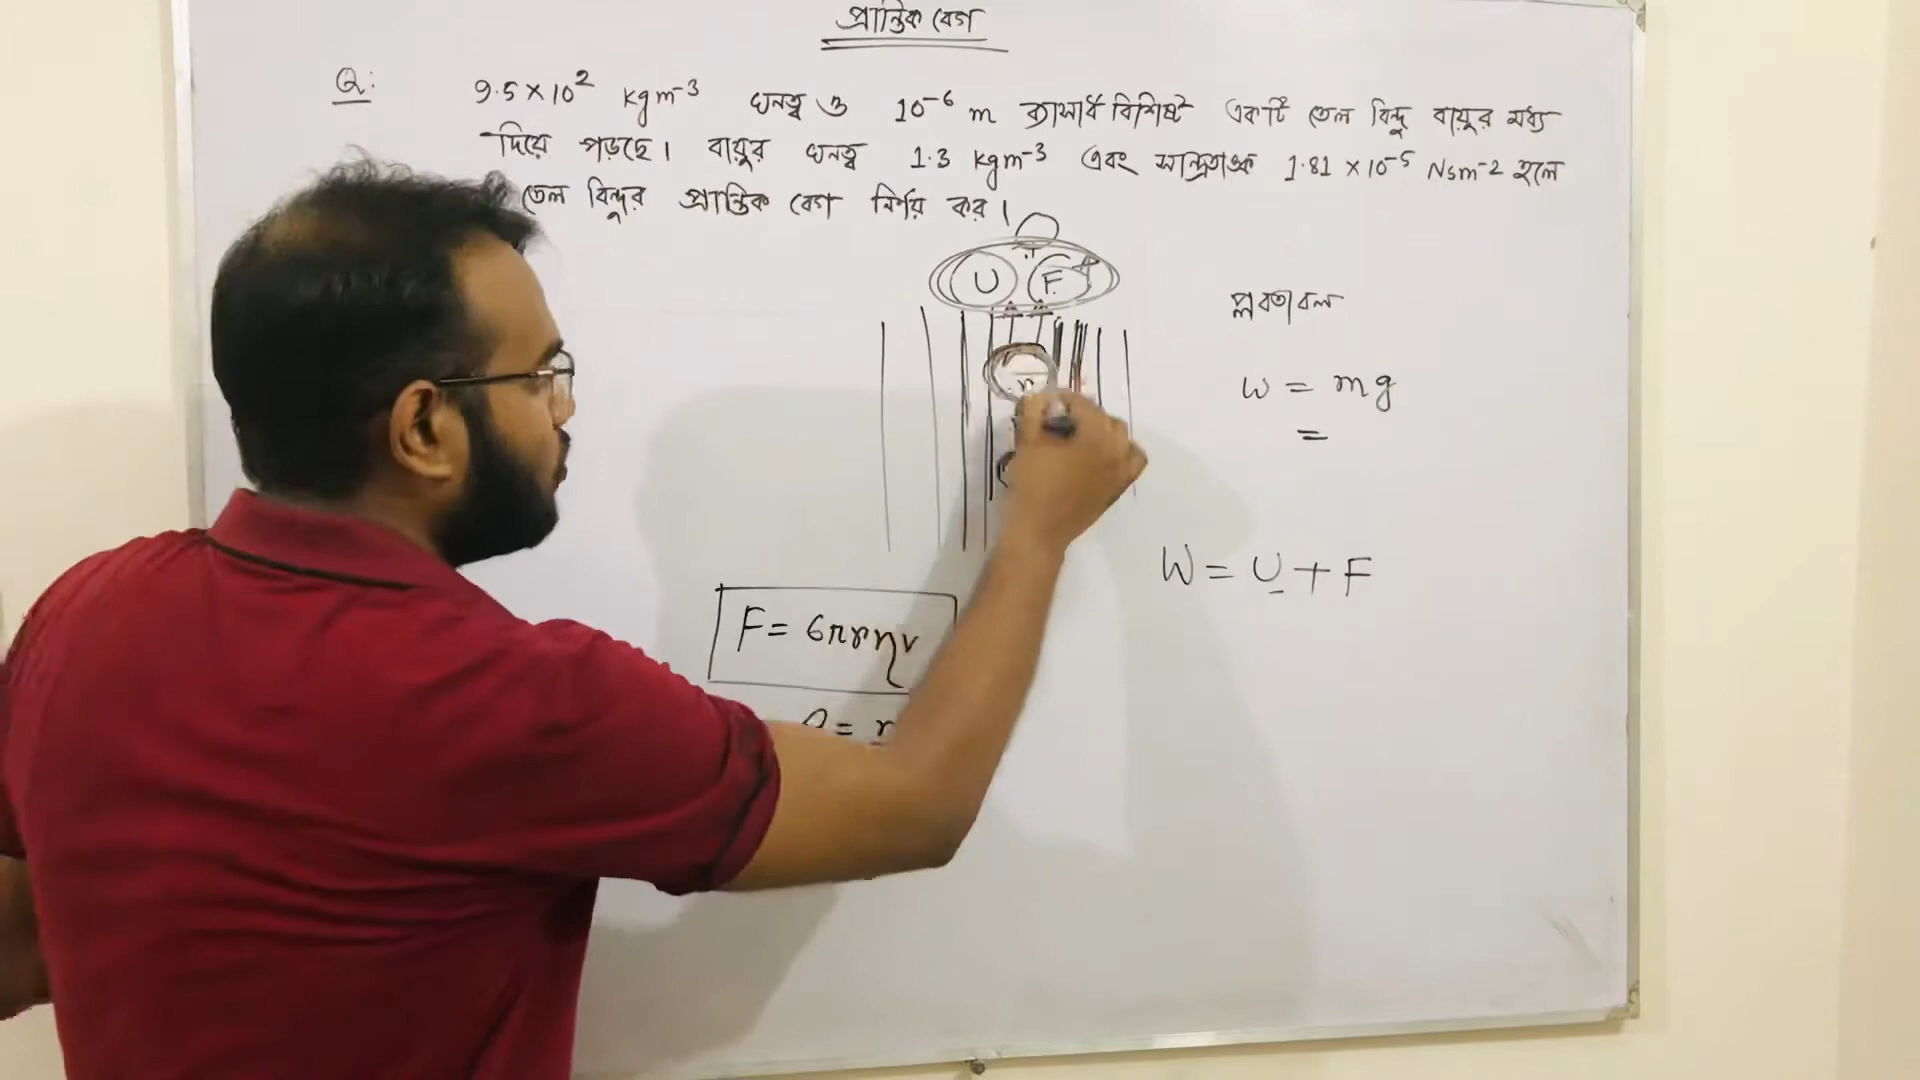 প্রান্তিক বেগ
Q: 9.5 × 10² kgm⁻³ ঘনত্ব ও 10⁻⁶ m ব্যাসার্ধ বিশিষ্ট একটি তেল বিন্দু বায়ুর মধ্য
দিয়ে পড়ছে। বায়ুর ঘনত্ব 1.3 kgm⁻³ এবং সান্দ্রতাঙ্ক 1.81 × 10⁻⁵ Nsm⁻² হলে
তেল বিন্দুর প্রান্তিক বেগ নির্ণয় কর।
U F
প্লবতা বল
r
W = mg
=
W = U + F
F = 6πrηv